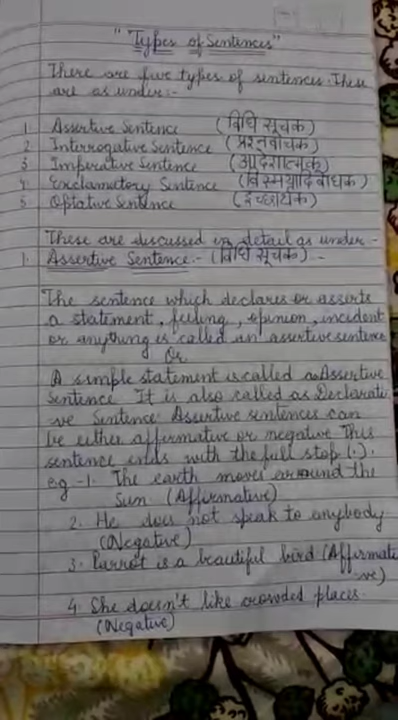 "Types of Sentences"
There are five types of sentences. These
are as under:-
1 Assertive Sentence (विधि सूचक)
2 Interrogative Sentence (प्रश्नवाचक)
3 Imperative Sentence (आदेशात्मक)
4 Exclamatory Sentence (विस्मयादिबोधक)
5 Optative Sentence (इच्छार्थक)
These are discussed in detail as under:-
1. Assertive Sentence:- (विधि सूचक) -
The sentence which declares or asserts
a statement, feeling, opinion, incident
or anything is called an assertive sentence
Or
A simple statement is called a Assertive
Sentence. It is also called as Declarati
ve Sentence. Assertive sentences can
be either affirmative or negative. This
sentence ends with the full stop (.).
eg - 1. The earth moves around the
Sun. (Affirmative)
2. He does not speak to anybody
(Negative)
3. Parrot is a beautiful bird (Affirmati
ve)
4. She doesn't like crowded places.
(Negative)